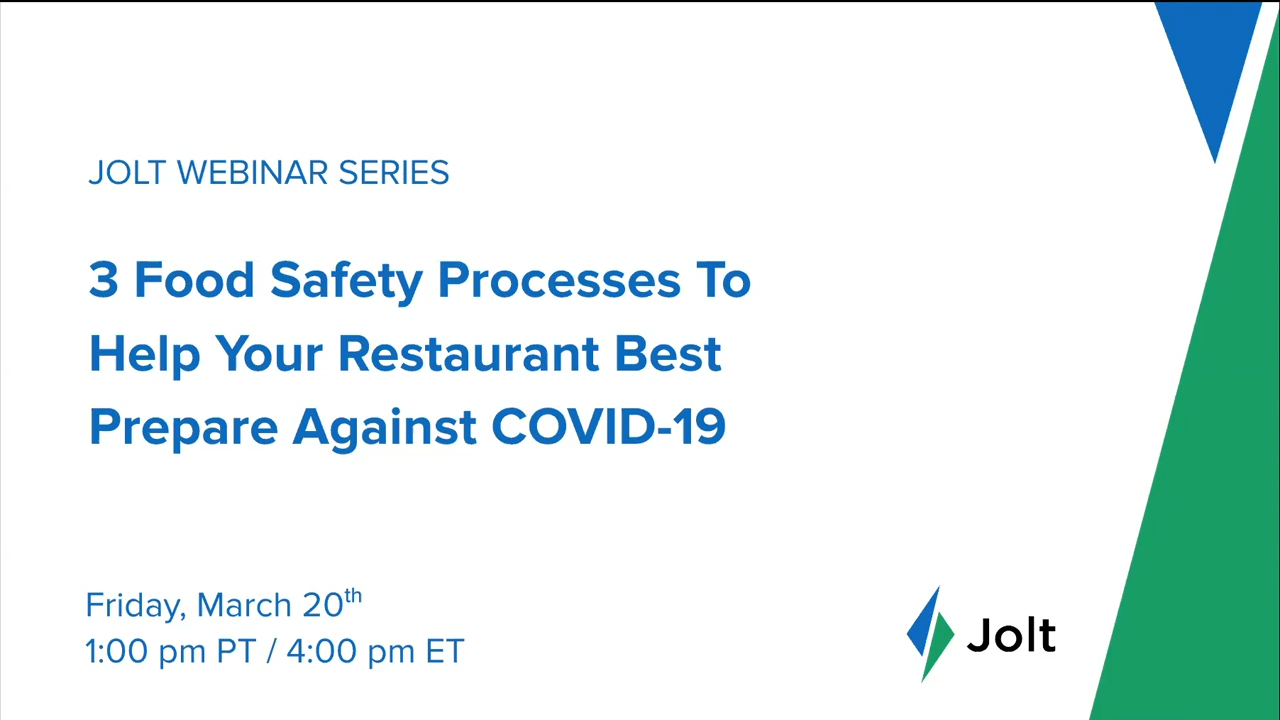 JOLT WEBINAR SERIES
3 Food Safety Processes To
Help Your Restaurant Best
Prepare Against COVID-19
Friday, March 20th
1:00 pm PT / 4:00 pm ET
Jolt